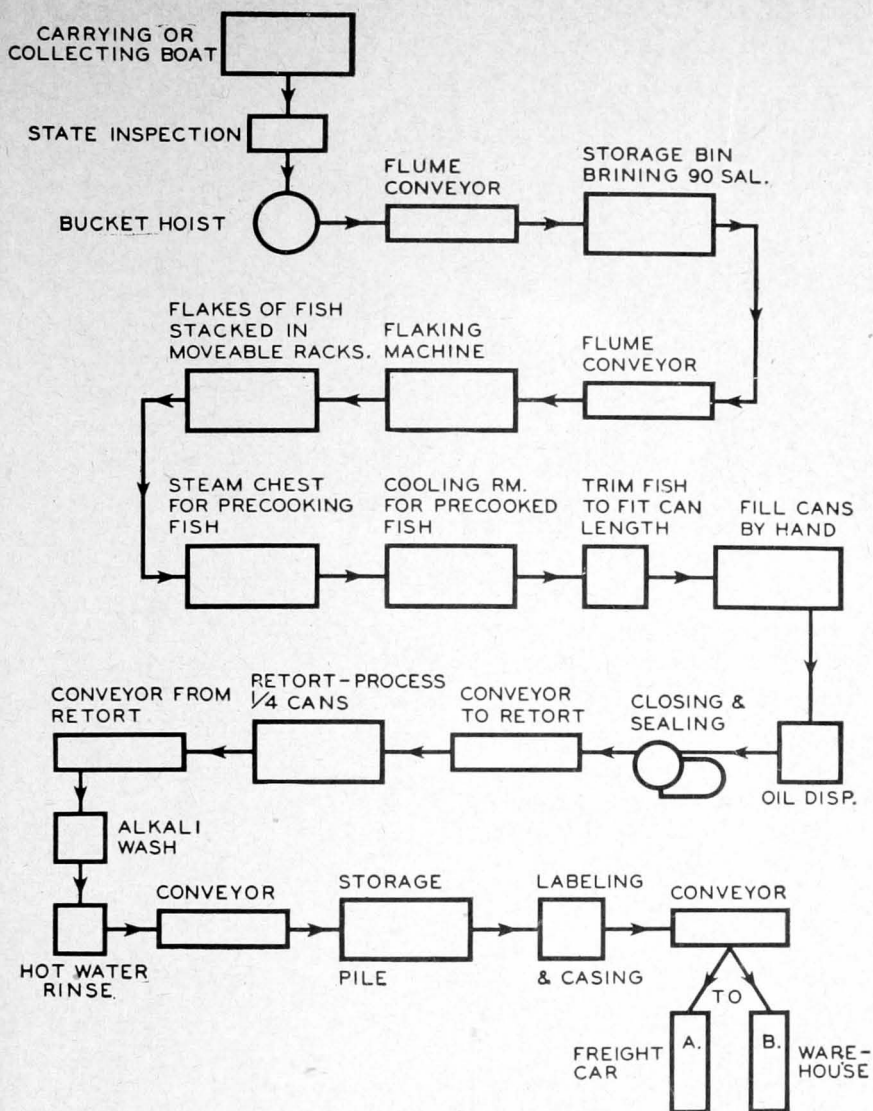 CARRYING OR
COLLECTING BOAT
STATE INSPECTION
BUCKET HOIST
FLUME
CONVEYOR
STORAGE BIN
BRINING 90 SAL.
FLAKES OF FISH
STACKED IN
MOVEABLE RACKS.
FLAKING
MACHINE
FLUME
CONVEYOR
STEAM CHEST
FOR PRECOOKING
FISH
COOLING RM.
FOR PRECOOKED
FISH
TRIM FISH
TO FIT CAN
LENGTH
FILL CANS
BY HAND
CONVEYOR FROM
RETORT
RETORT-PROCESS
1/4 CANS
CONVEYOR
TO RETORT
CLOSING &
SEALING
OIL DISP.
ALKALI
WASH
HOT WATER
RINSE
CONVEYOR
STORAGE
PILE
LABELING
& CASING
CONVEYOR
TO
FREIGHT
CAR
A.
B.
WARE-
HOUSE